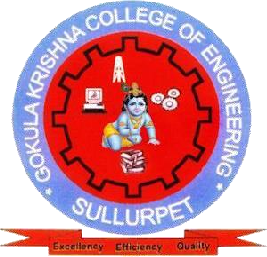 GOKULA KRISHNA COLLEGE OF ENGINEERING
* SULLURPET *
Excellency Efficiency Quality